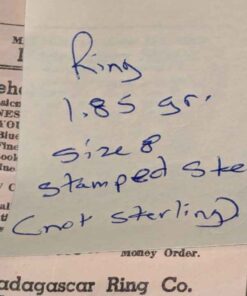 Ring
1.85 gr.
size 8
stamped Ste
(not sterling)
money Order.
adagascar Ring Co.